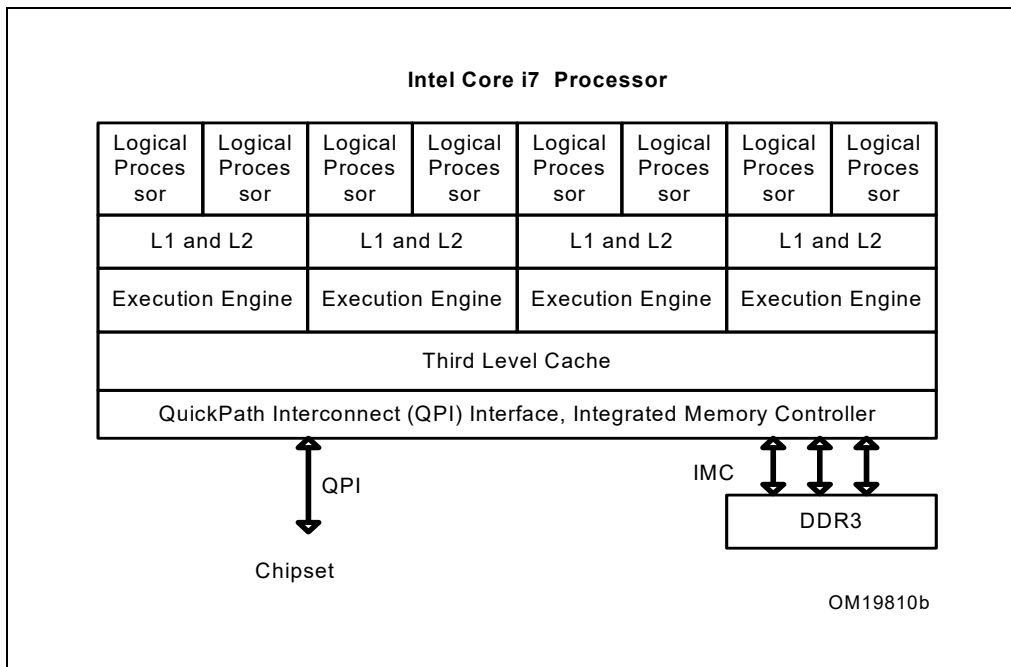 Intel Core i7 Processor
Logical Logical Logical Logical Logical Logical Logical Logical
Proces Proces Proces Proces Proces Proces Proces Proces
sor sor sor sor sor sor sor sor
L1 and L2 L1 and L2 L1 and L2 L1 and L2
Execution Engine Execution Engine Execution Engine Execution Engine
Third Level Cache
QuickPath Interconnect (QPI) Interface, Integrated Memory Controller
QPI
IMC
DDR3
Chipset
OM19810b